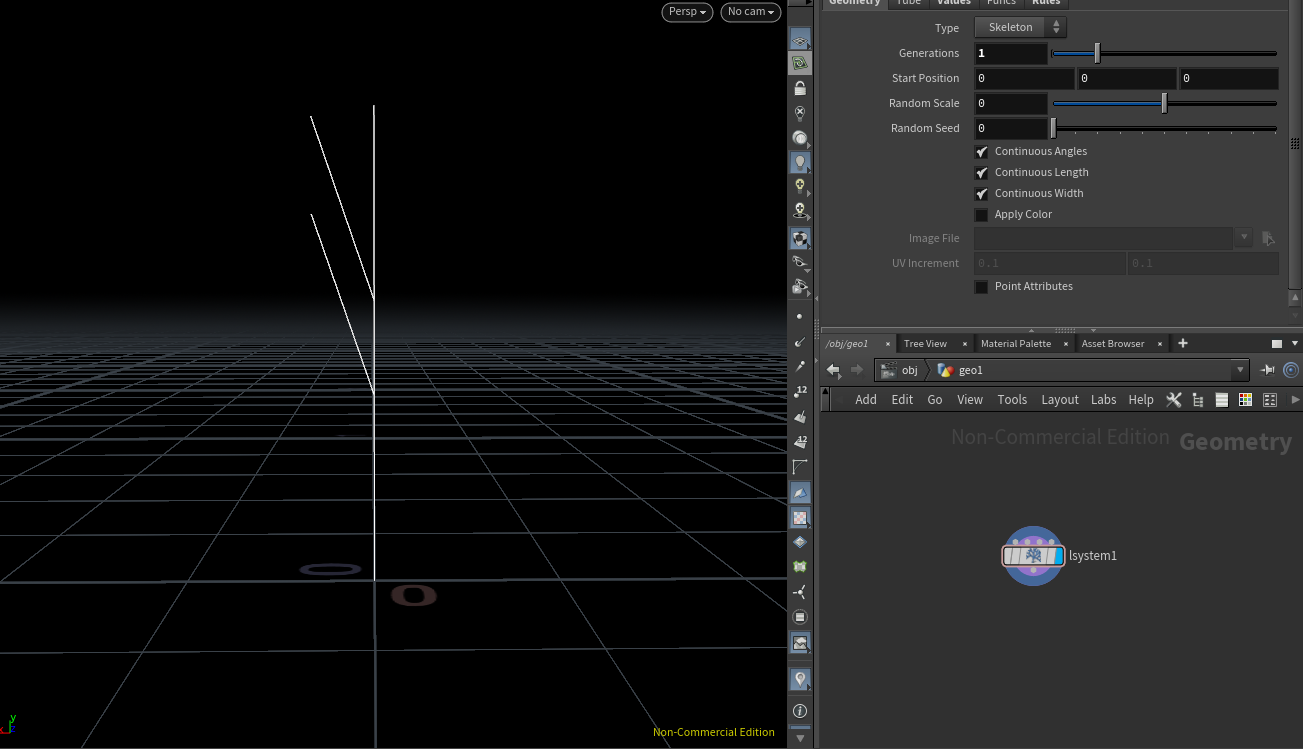 Persp No cam
Geometry Tube Values Funcs Rules
Type Skeleton
Generations 1
Start Position 0 0 0
Random Scale 0
Random Seed 0
Continuous Angles
Continuous Length
Continuous Width
Apply Color
Image File
UV Increment 0.1 0.1
Point Attributes
/obj/geo1 × Tree View × Material Palette × Asset Browser × +
obj geo1
Add Edit Go View Tools Layout Labs Help
Non-Commercial Edition Geometry
lsystem1
12
12
y
Non-Commercial Edition